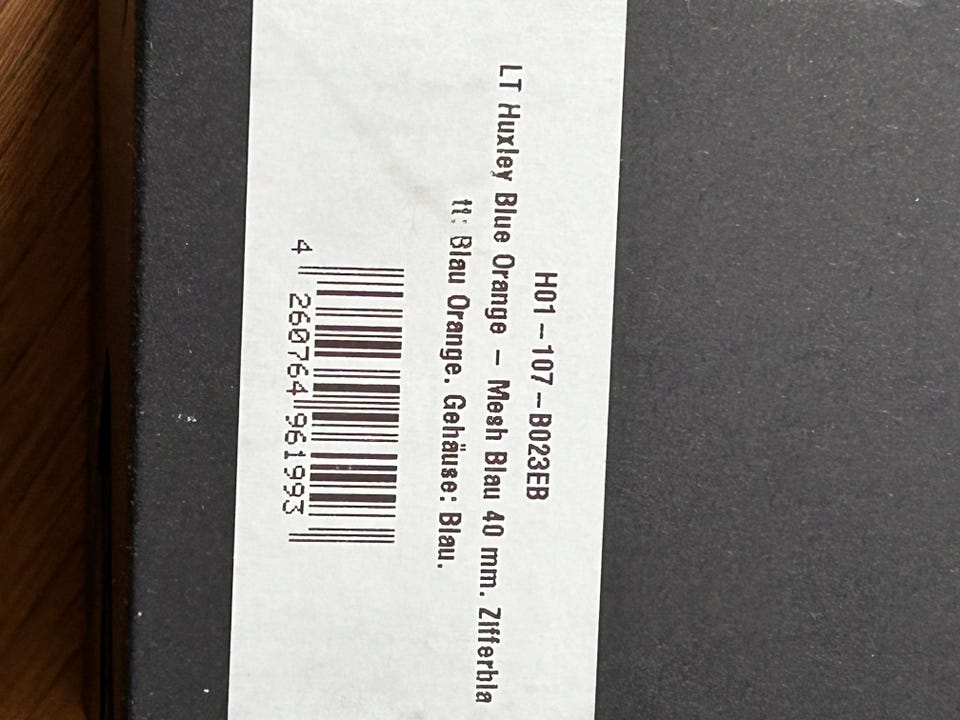 H01-107-B023EB
LT Huxley Blue Orange - Mesh Blau 40 mm. Zifferbla
tt: Blau Orange. Gehäuse: Blau.
4 260764 961993